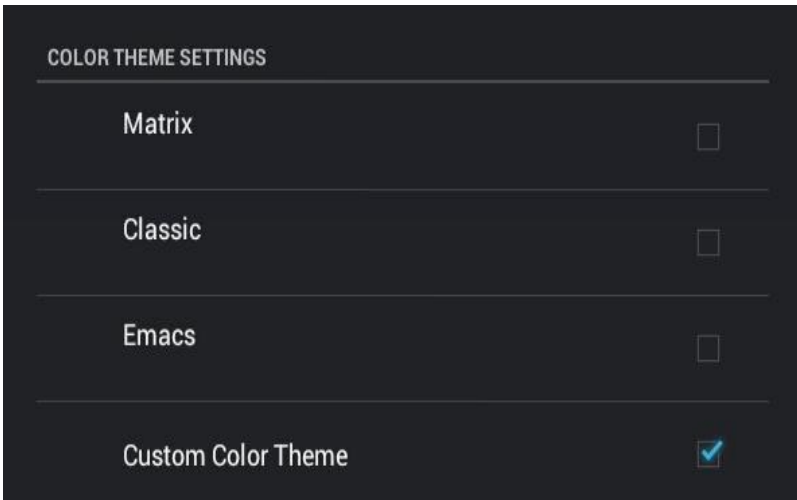 COLOR THEME SETTINGS
Matrix
Classic
Emacs
Custom Color Theme